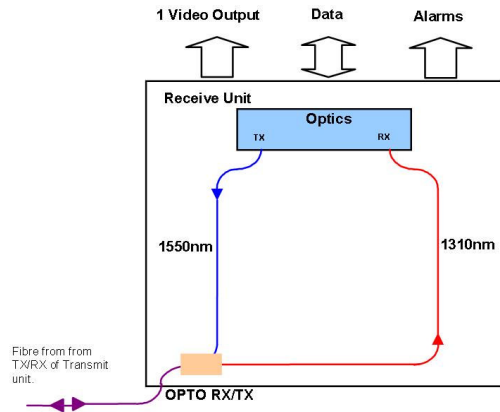 1 Video Output
Data
Alarms
Receive Unit
Optics
TX
RX
1550nm
1310nm
Fibre from from
TX/RX of Transmit
unit.
OPTO RX/TX